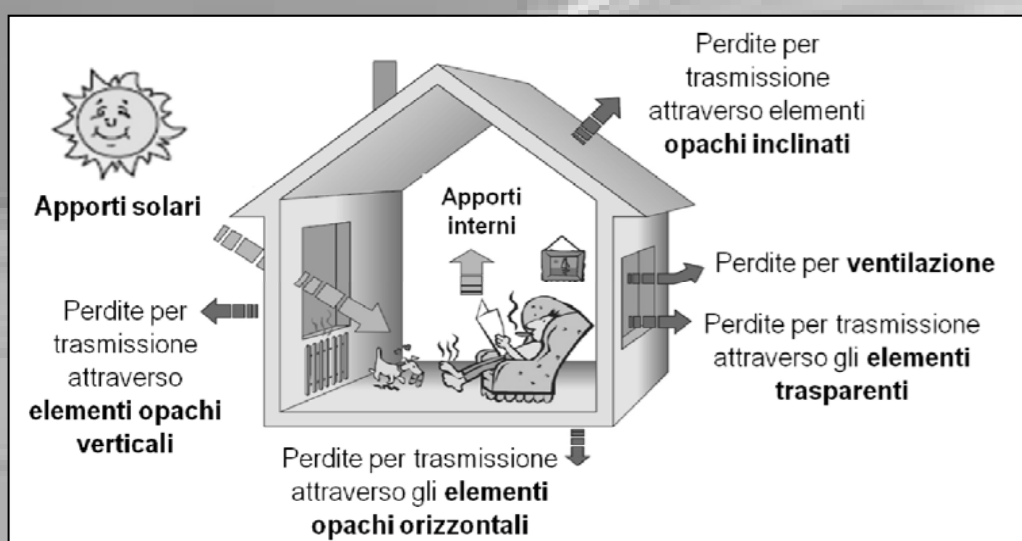 Perdite per
trasmissione
attraverso elementi
opachi inclinati
Apporti solari
Apporti
interni
Perdite per ventilazione
Perdite per
trasmissione
attraverso
elementi opachi
verticali
Perdite per trasmissione
attraverso gli elementi
trasparenti
Perdite per trasmissione
attraverso gli elementi
opachi orizzontali